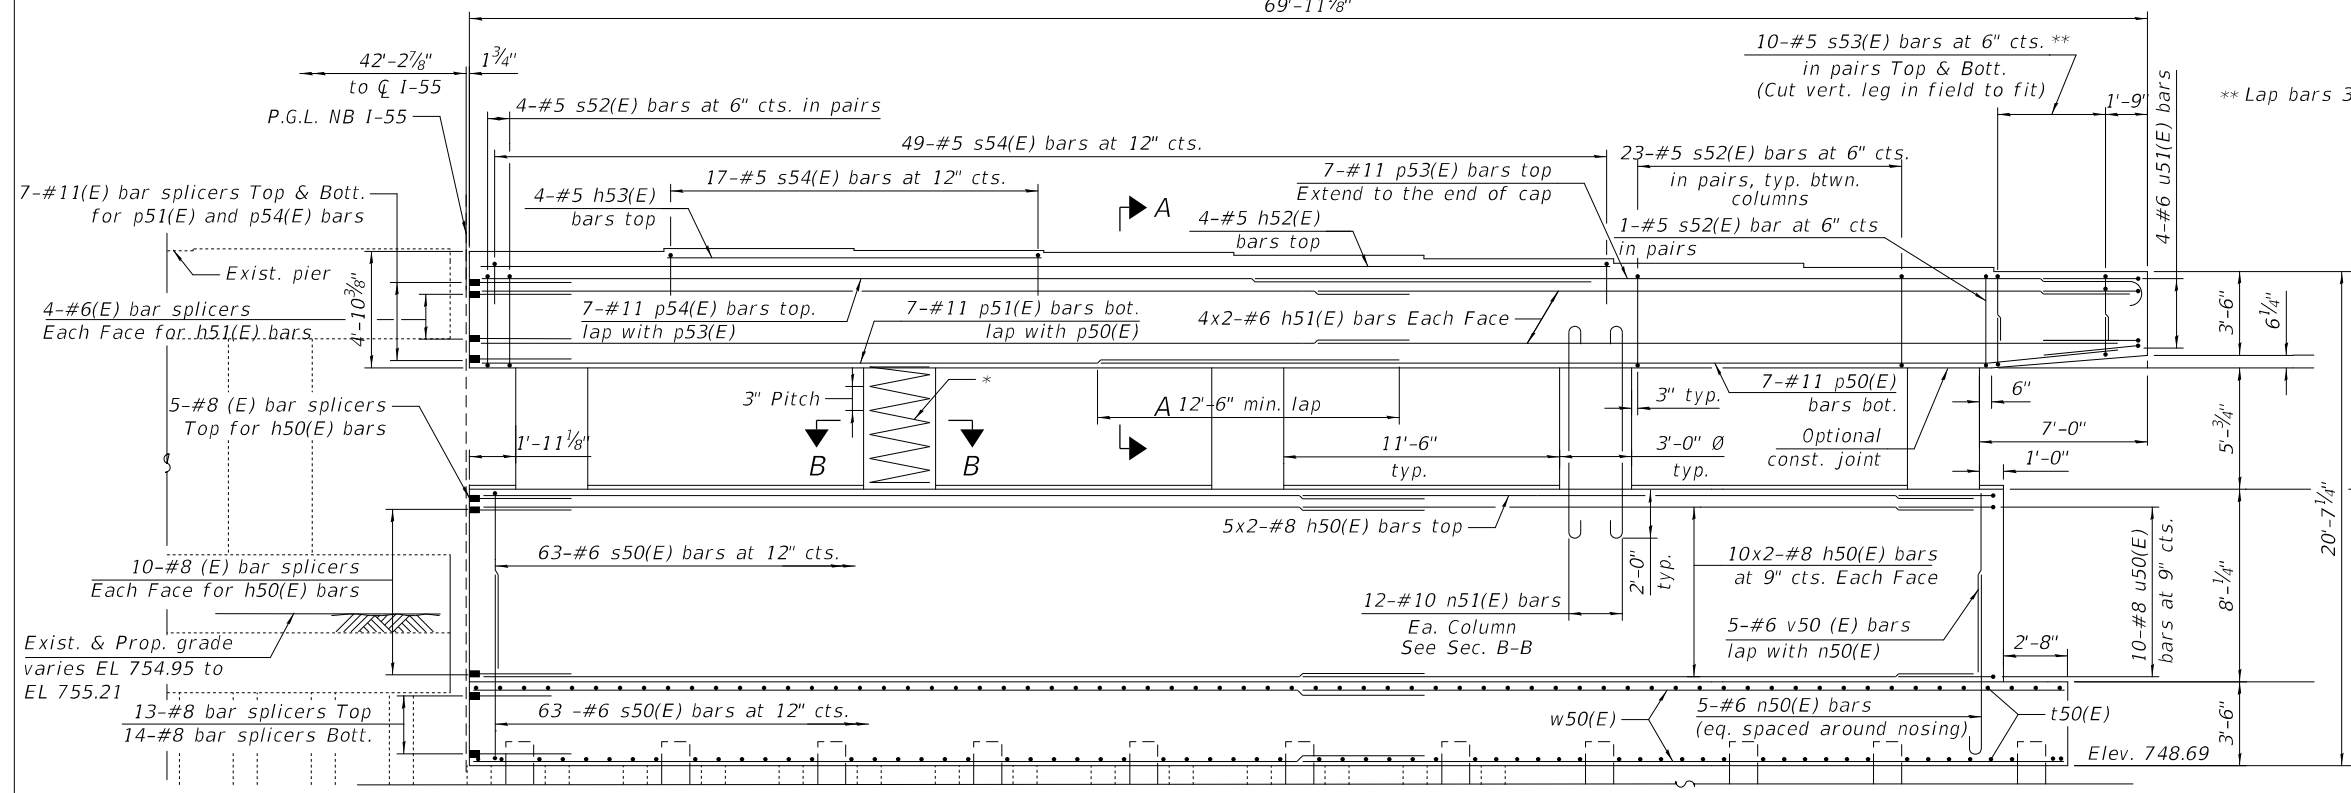 69'-11⅞"
42'-2⅞"
1¾"
to ℄ I-55
P.G.L. NB I-55
10-#5 s53(E) bars at 6" cts. **
in pairs Top & Bott.
(Cut vert. leg in field to fit)
1'-9"
4-#6 u51(E) bars
** Lap bars 3
4-#5 s52(E) bars at 6" cts. in pairs
49-#5 s54(E) bars at 12" cts.
23-#5 s52(E) bars at 6" cts.
in pairs, typ. btwn.
columns
7-#11 p53(E) bars top
Extend to the end of cap
17-#5 s54(E) bars at 12" cts.
4-#5 h53(E)
bars top
A
4-#5 h52(E)
bars top
1-#5 s52(E) bar at 6" cts
in pairs
7-#11(E) bar splicers Top & Bott.
for p51(E) and p54(E) bars
Exist. pier
4-#6(E) bar splicers
Each Face for h51(E) bars
4'-10⅜"
7-#11 p54(E) bars top.
lap with p53(E)
7-#11 p51(E) bars bot.
lap with p50(E)
4x2-#6 h51(E) bars Each Face
3'-6"
6¼"
3" Pitch
*
A
12'-6" min. lap
3" typ.
7-#11 p50(E)
bars bot.
6"
5-#8 (E) bar splicers
Top for h50(E) bars
1'-11⅛"
B
B
11'-6"
typ.
3'-0" Ø
typ.
Optional
const. joint
7'-0"
1'-0"
5'-¾"
5x2-#8 h50(E) bars top
63-#6 s50(E) bars at 12" cts.
10-#8 (E) bar splicers
Each Face for h50(E) bars
2'-0"
typ.
10x2-#8 h50(E) bars
at 9" cts. Each Face
12-#10 n51(E) bars
Ea. Column
See Sec. B-B
5-#6 v50 (E) bars
lap with n50(E)
10-#8 u50(E)
bars at 9" cts.
8'-¼"
20'-7¼"
2'-8"
Exist. & Prop. grade
varies EL 754.95 to
EL 755.21
13-#8 bar splicers Top
14-#8 bar splicers Bott.
63 -#6 s50(E) bars at 12" cts.
w50(E)
5-#6 n50(E) bars
(eq. spaced around nosing)
t50(E)
3'-6"
Elev. 748.69